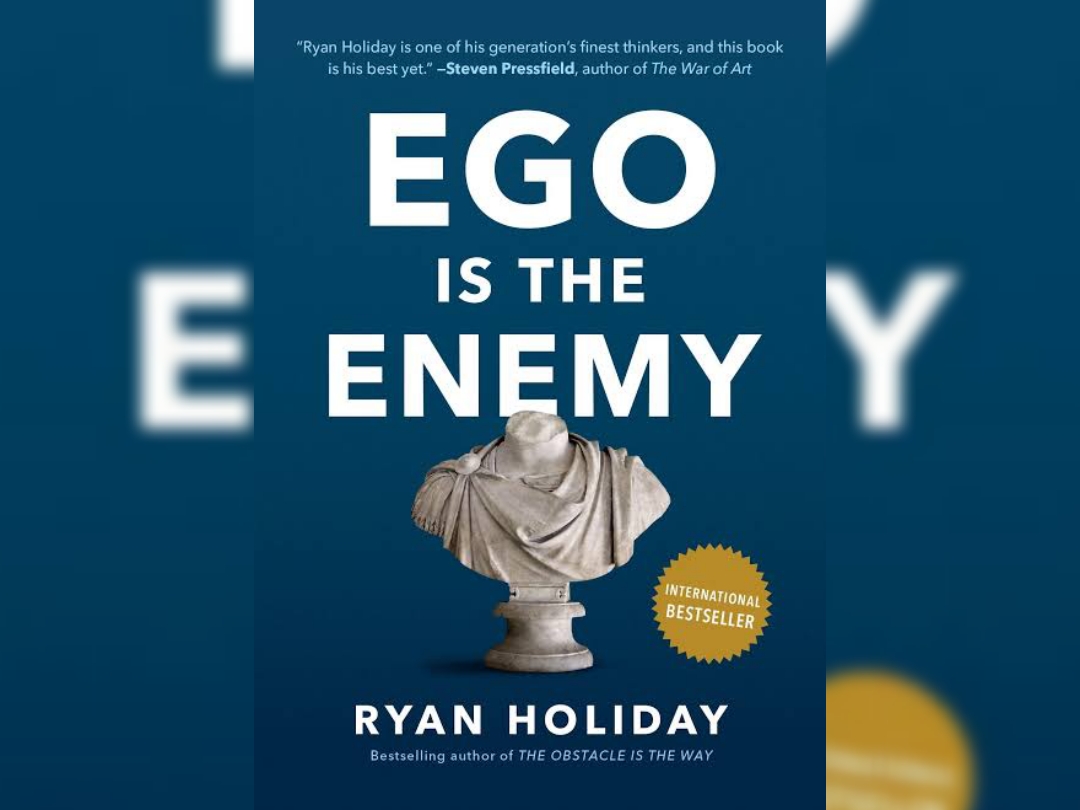 “Ryan Holiday is one of his generation’s finest thinkers, and this book
is his best yet.” —Steven Pressfield, author of The War of Art
EGO
IS THE
ENEMY
INTERNATIONAL
BESTSELLER
RYAN HOLIDAY
Bestselling author of THE OBSTACLE IS THE WAY